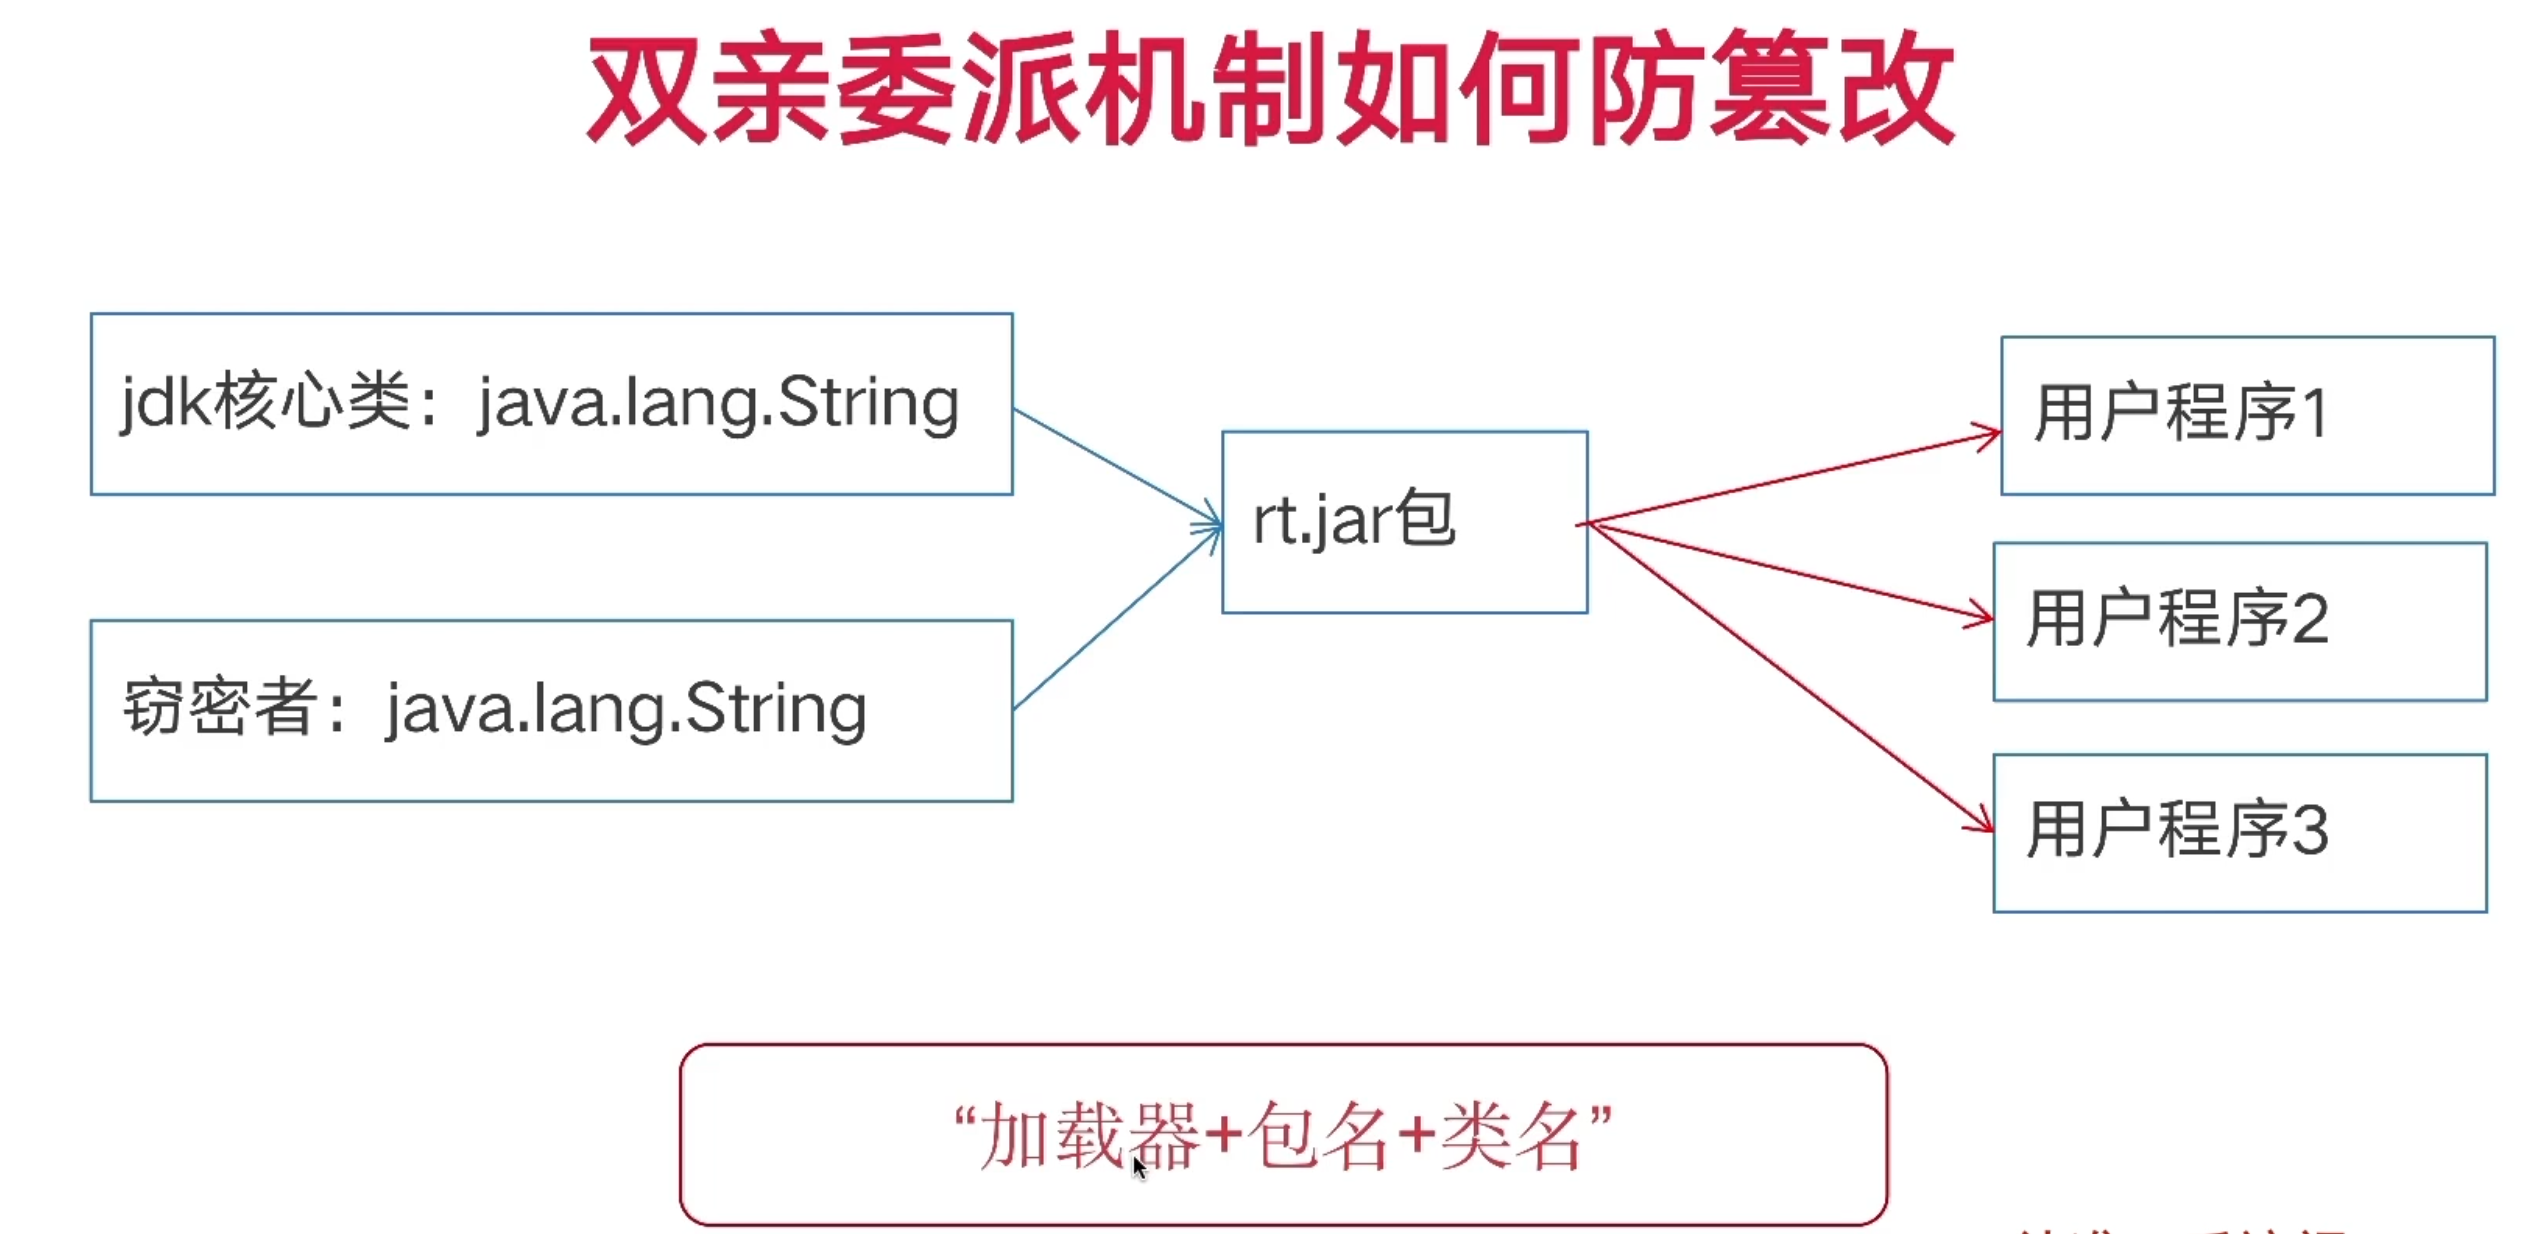 双亲委派机制如何防篡改
jdk核心类：java.lang.String
窃密者：java.lang.String
rt.jar包
用户程序1
用户程序2
用户程序3
“加载器+包名+类名”